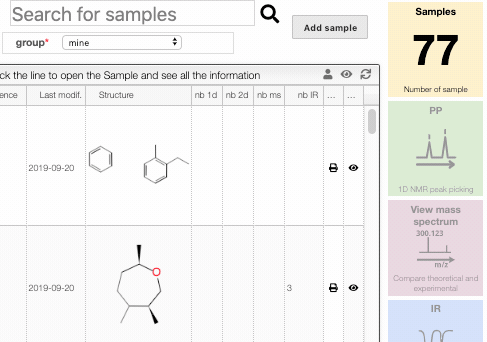 Search for samples
Add sample
group* mine
ck the line to open the Sample and see all the information
ence Last modif. Structure nb 1d nb 2d nb ms nb IR ... ...
2019-09-20
2019-09-20 O 3
Samples
77
Number of sample
PP
1D NMR peak picking
View mass
spectrum
300.123
m/z
Compare theoretical and
experimental
IR